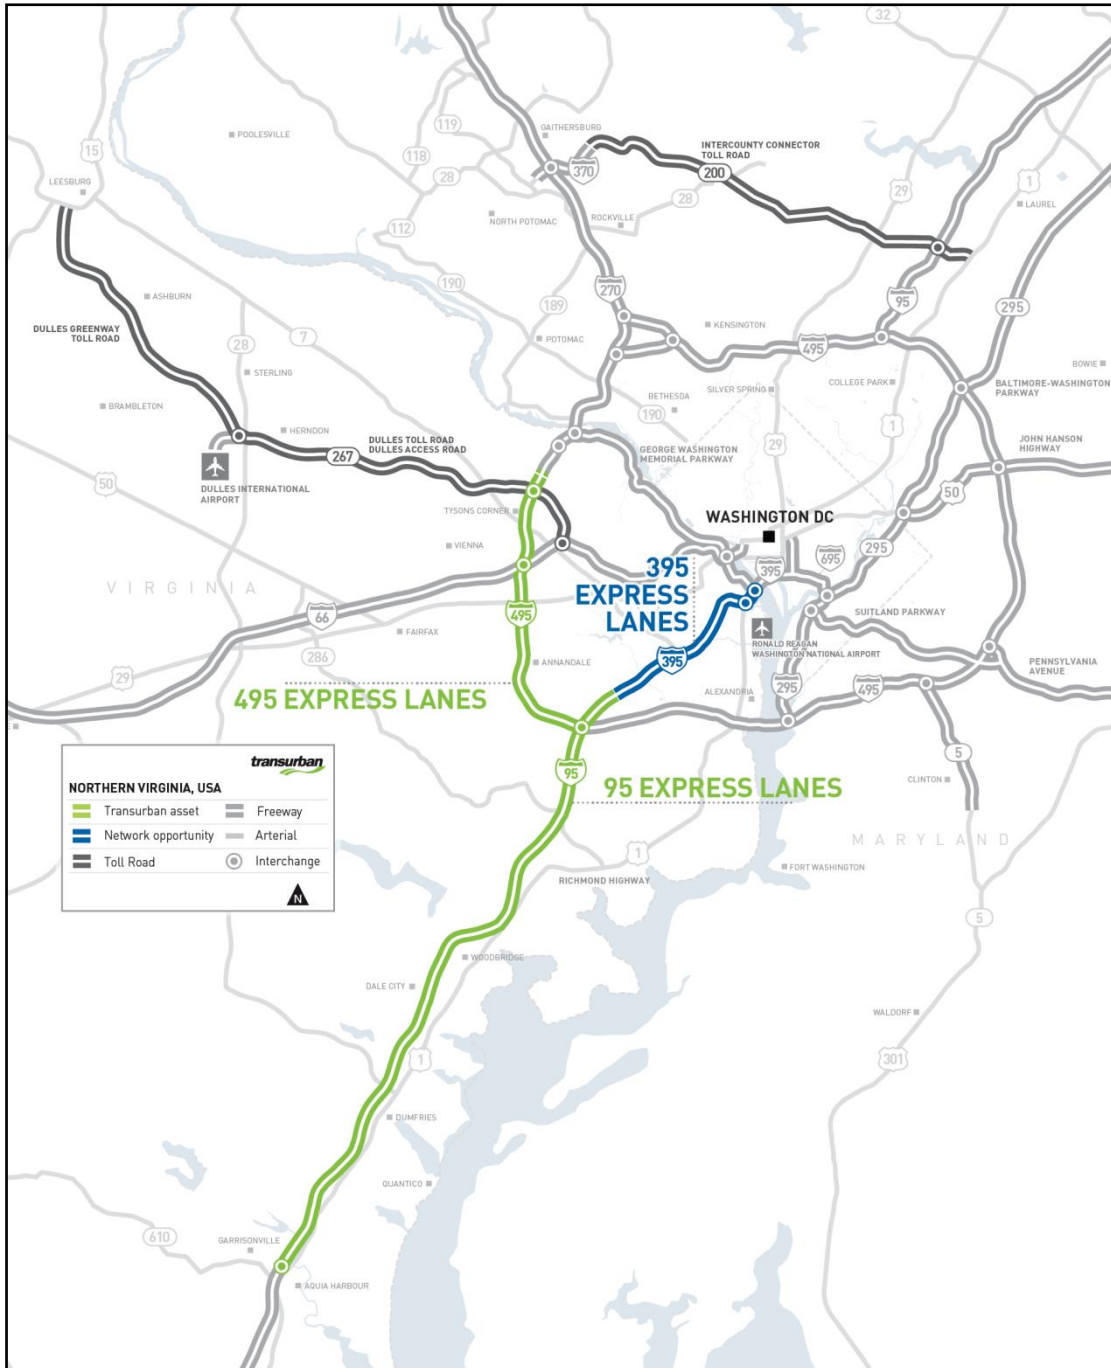 32
119
GAITHERSBURG
POOLESVILLE
15
118
INTERCOUNTY CONNECTOR
TOLL ROAD
370
200
LEESBURG
28
28
29
1
LAUREL
NORTH POTOMAC
ROCKVILLE
112
190
270
95
295
ASHBURN
189
DULLES GREENWAY
TOLL ROAD
KENSINGTON
28
7
POTOMAC
495
BOWIE
STERLING
SILVER SPRING
COLLEGE PARK
BALTIMORE-WASHINGTON
PARKWAY
BETHESDA
BRAMBLETON
190
1
HERNDON
DULLES TOLL ROAD
DULLES ACCESS ROAD
29
JOHN HANSON
HIGHWAY
267
GEORGE WASHINGTON
MEMORIAL PARKWAY
50
DULLES INTERNATIONAL
AIRPORT
50
TYSONS CORNER
WASHINGTON DC
VIENNA
295
695
395
VIRGINIA
395
EXPRESS
LANES
66
495
SUITLAND PARKWAY
FAIRFAX
RONALD REAGAN
WASHINGTON NATIONAL AIRPORT
286
ANNANDALE
395
PENNSYLVANIA
AVENUE
29
ALEXANDRIA
295
495
495 EXPRESS LANES
5
transurban
95
CLINTON
NORTHERN VIRGINIA, USA
95 EXPRESS LANES
Transurban asset
Freeway
Network opportunity
Arterial
MARYLAND
Toll Road
Interchange
1
FORT WASHINGTON
RICHMOND HIGHWAY
N
5
WOODBRIDGE
DALE CITY
WALDORF
1
301
DUMFRIES
QUANTICO
610
GARRISONVILLE
AQUIA HARBOUR